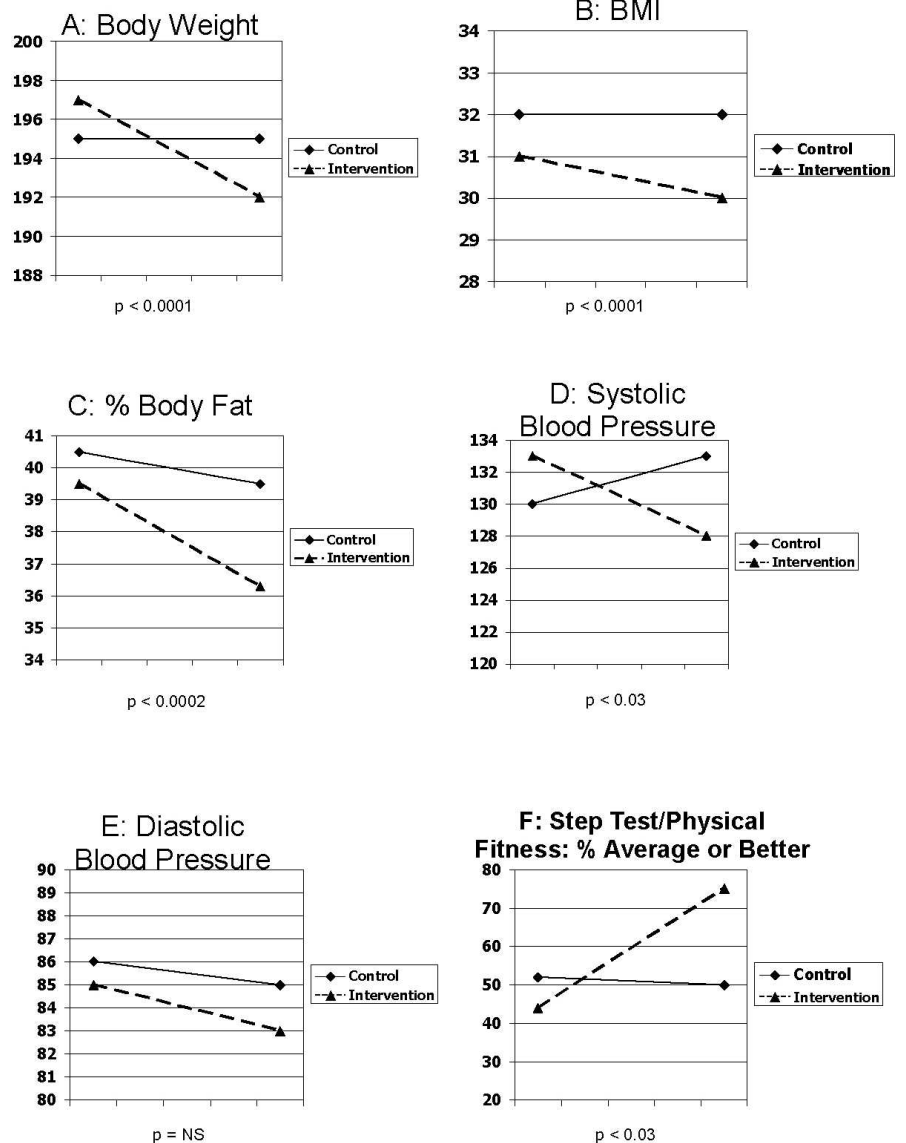 A: Body Weight
200
198
196
194
192
190
188
Control
Intervention
p < 0.0001
B: BMI
34
33
32
31
30
29
28
Control
Intervention
p < 0.0001
C: % Body Fat
41
40
39
38
37
36
35
34
Control
Intervention
p < 0.0002
D: Systolic
Blood Pressure
134
132
130
128
126
124
122
120
Control
Intervention
p < 0.03
E: Diastolic
Blood Pressure
90
89
88
87
86
85
84
83
82
81
80
Control
Intervention
p = NS
F: Step Test/Physical
Fitness: % Average or Better
80
70
60
50
40
30
20
Control
Intervention
p < 0.03